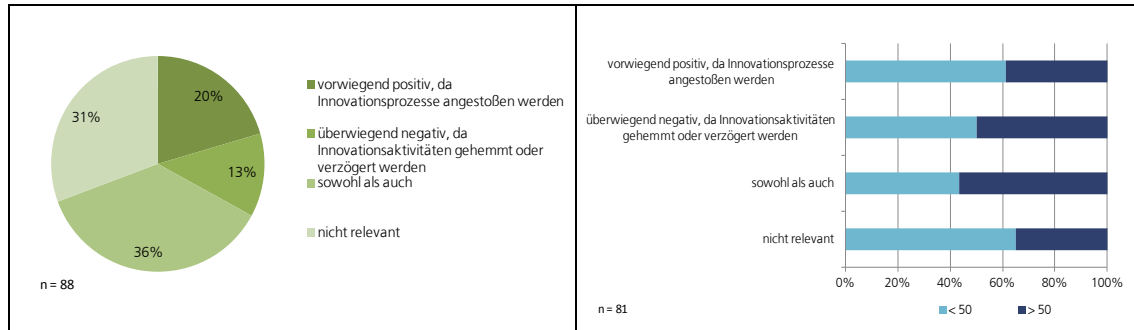 20%
13%
36%
31%
vorwiegend positiv, da
Innovationsprozesse angestoßen werden
überwiegend negativ, da
Innovationsaktivitäten gehemmt oder
verzögert werden
sowohl als auch
nicht relevant
n = 88
vorwiegend positiv, da Innovationsprozesse
angestoßen werden
überwiegend negativ, da Innovationsaktivitäten
gehemmt oder verzögert werden
sowohl als auch
nicht relevant
0% 20% 40% 60% 80% 100%
n = 81
< 50 > 50